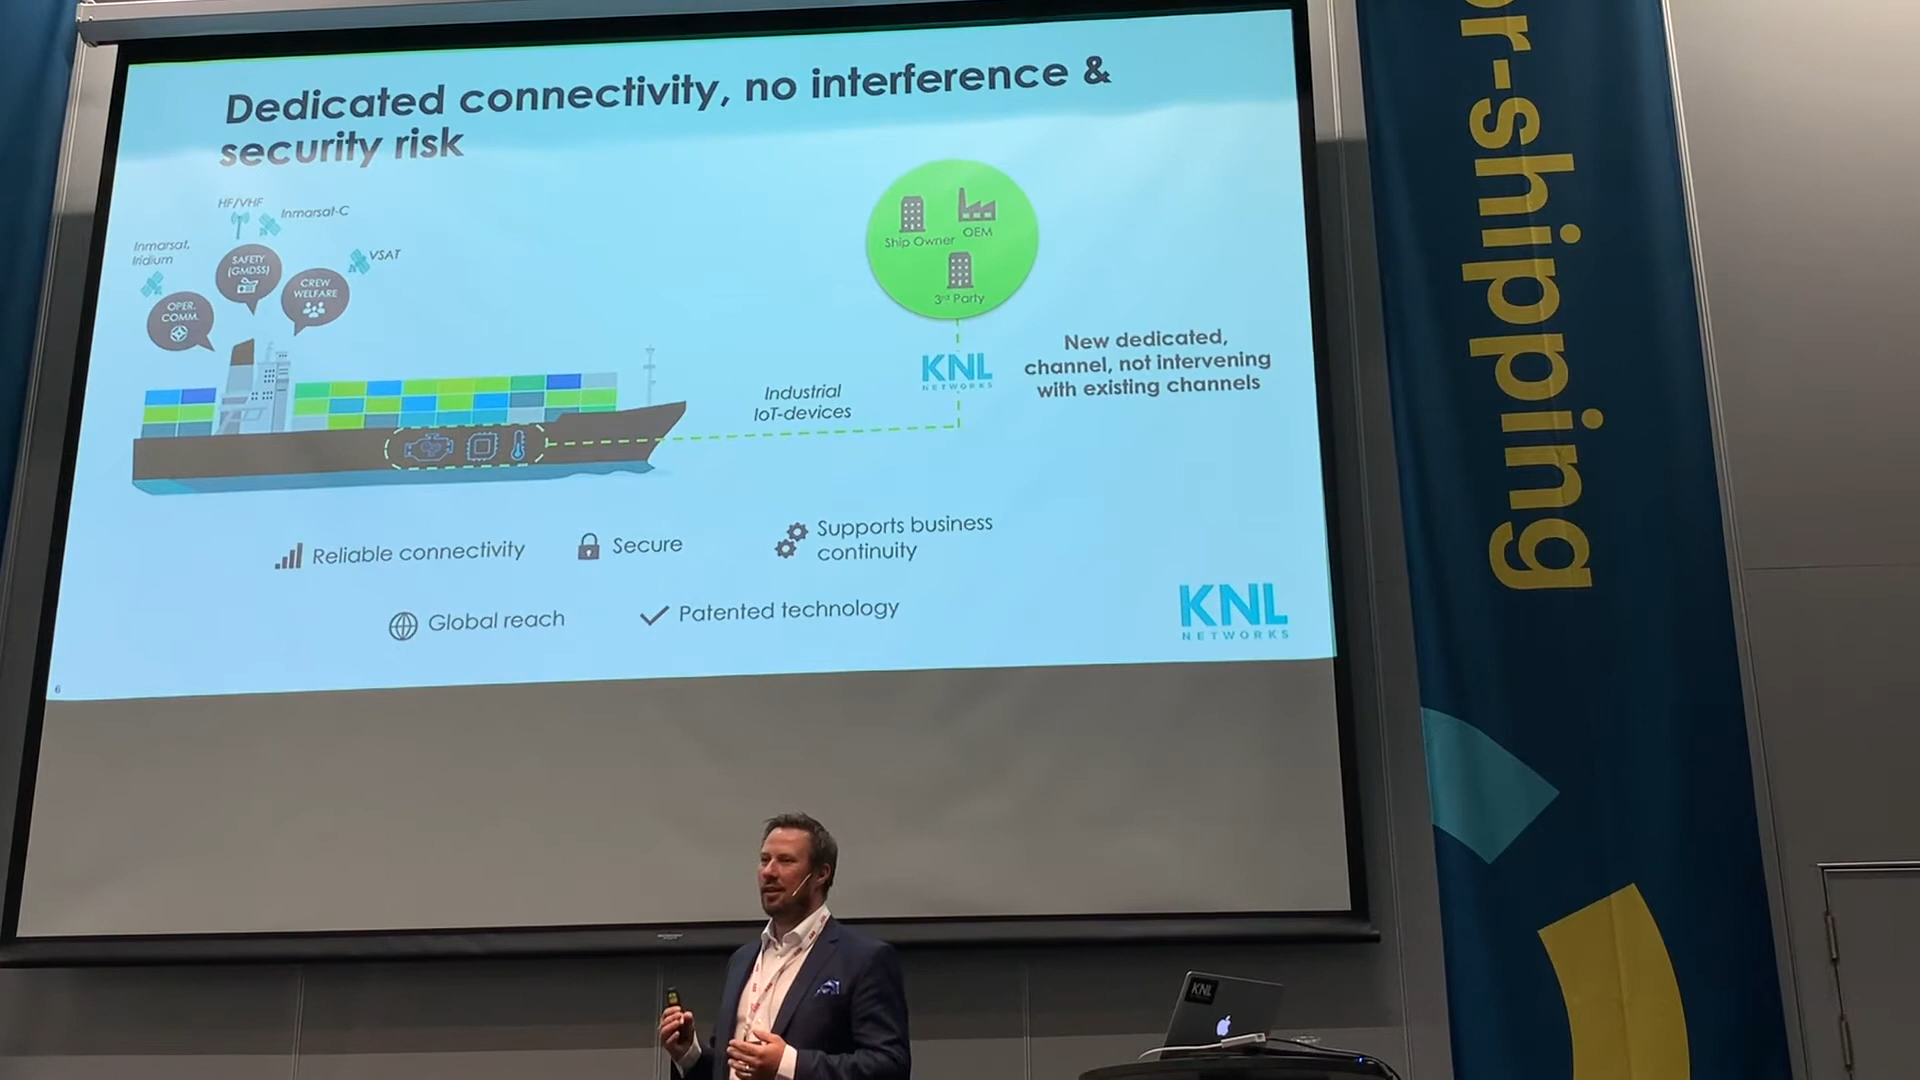 Dedicated connectivity, no interference &
security risk
HF/VHF
Inmarsat-C
Inmarsat,
Iridium
VSAT
SAFETY
(GMDSS)
CREW
WELFARE
OPER.
COMM.
Ship Owner
OEM
3rd Party
KNL
NETWORKS
New dedicated,
channel, not intervening
with existing channels
Industrial
IoT-devices
Reliable connectivity
Secure
Supports business
continuity
Global reach
Patented technology
KNL
NETWORKS
6
or-shipping
KNL